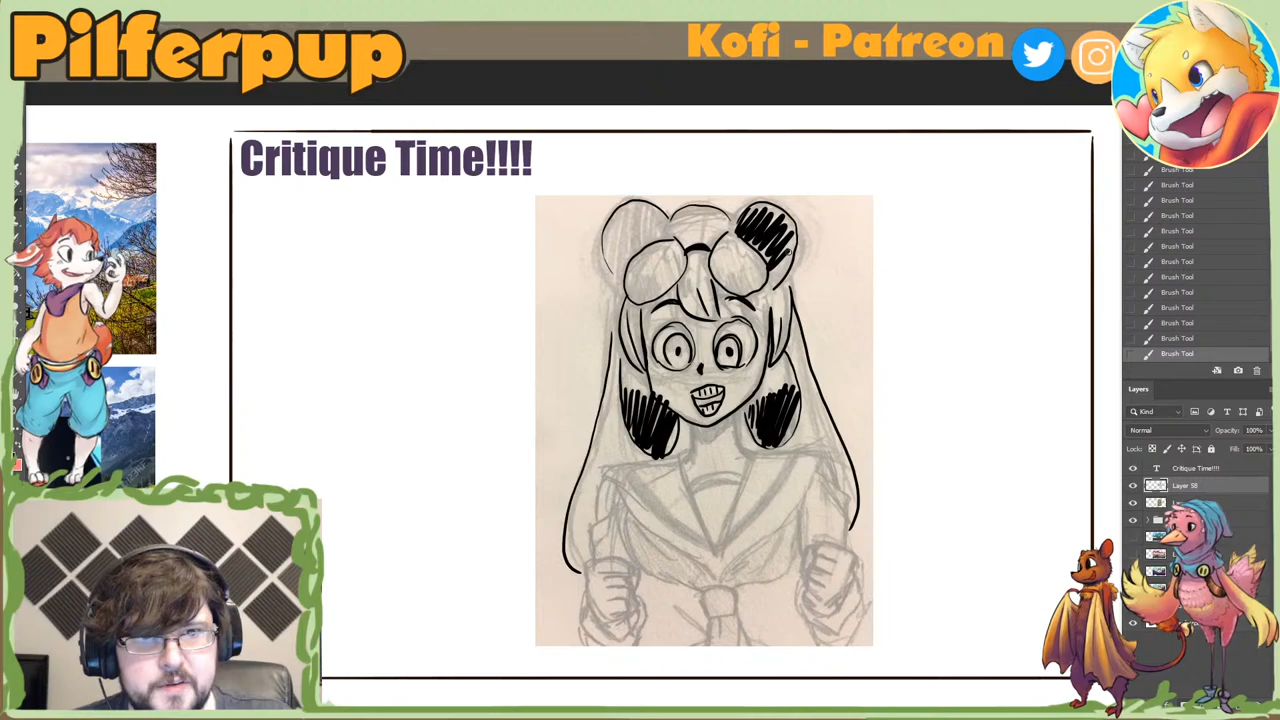 Pilferpup
Kofi - Patreon
Critique Time!!!!
Brush Tool
Brush Tool
Brush Tool
Brush Tool
Brush Tool
Brush Tool
Brush Tool
Brush Tool
Brush Tool
Brush Tool
Brush Tool
Brush Tool
Brush Tool
Layers
Kind
Normal
Opacity: 100%
Lock:
Fill: 100%
T Critique Time!!!!
Layer 58